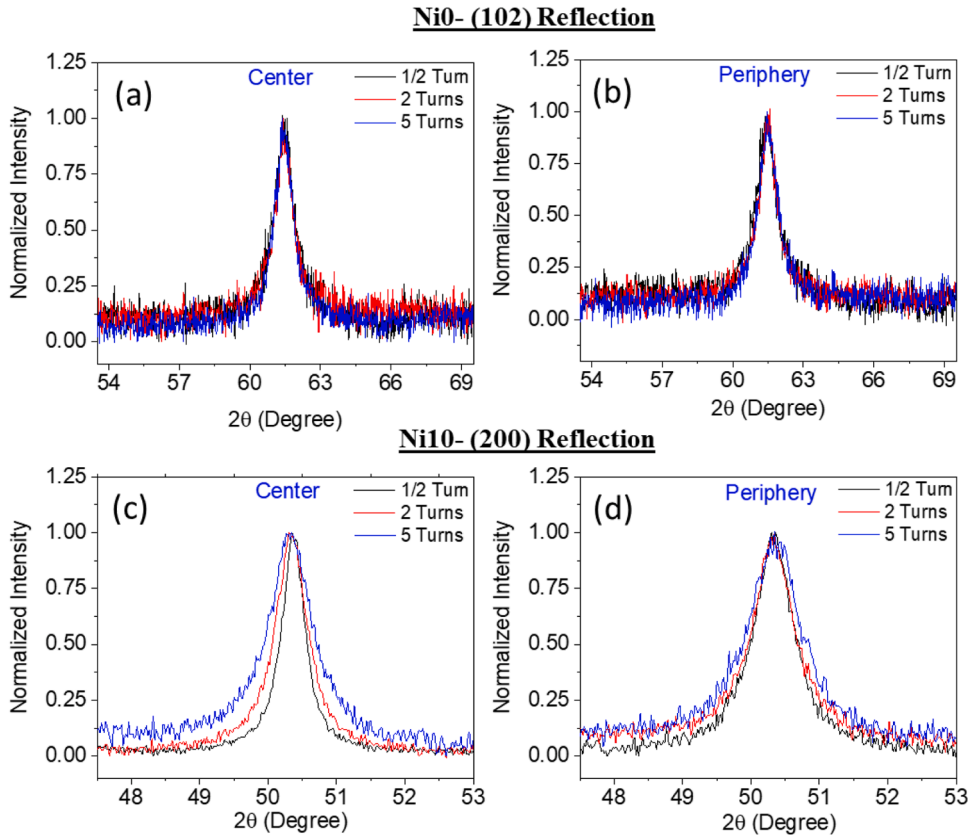 Ni0- (102) Reflection
(a)
Center
1/2 Turn
2 Turns
5 Turns
Normalized Intensity
1.25
1.00
0.75
0.50
0.25
0.00
54 57 60 63 66 69
2θ (Degree)
(b)
Periphery
1/2 Turn
2 Turns
5 Turns
Normalized Intensity
1.25
1.00
0.75
0.50
0.25
0.00
54 57 60 63 66 69
2θ (Degree)
Ni10- (200) Reflection
(c)
Center
1/2 Turn
2 Turns
5 Turns
Normalized Intensity
1.25
1.00
0.75
0.50
0.25
0.00
48 49 50 51 52 53
2θ (Degree)
(d)
Periphery
1/2 Turn
2 Turns
5 Turns
Normalized Intensity
1.25
1.00
0.75
0.50
0.25
0.00
48 49 50 51 52 53
2θ (Degree)